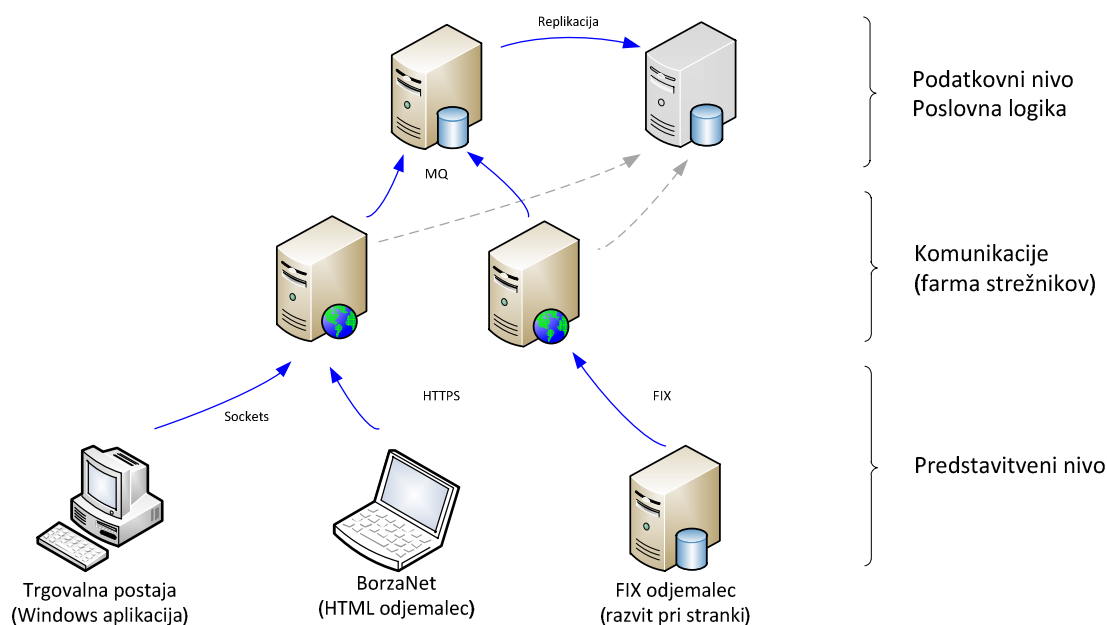 Replikacija
Podatkovni nivo
Poslovna logika
MQ
Komunikacije
(farma strežnikov)
HTTPS
FIX
Sockets
Predstavitveni nivo
Trgovalna postaja
(Windows aplikacija)
BorzaNet
(HTML odjemalec)
FIX odjemalec
(razvit pri stranki)